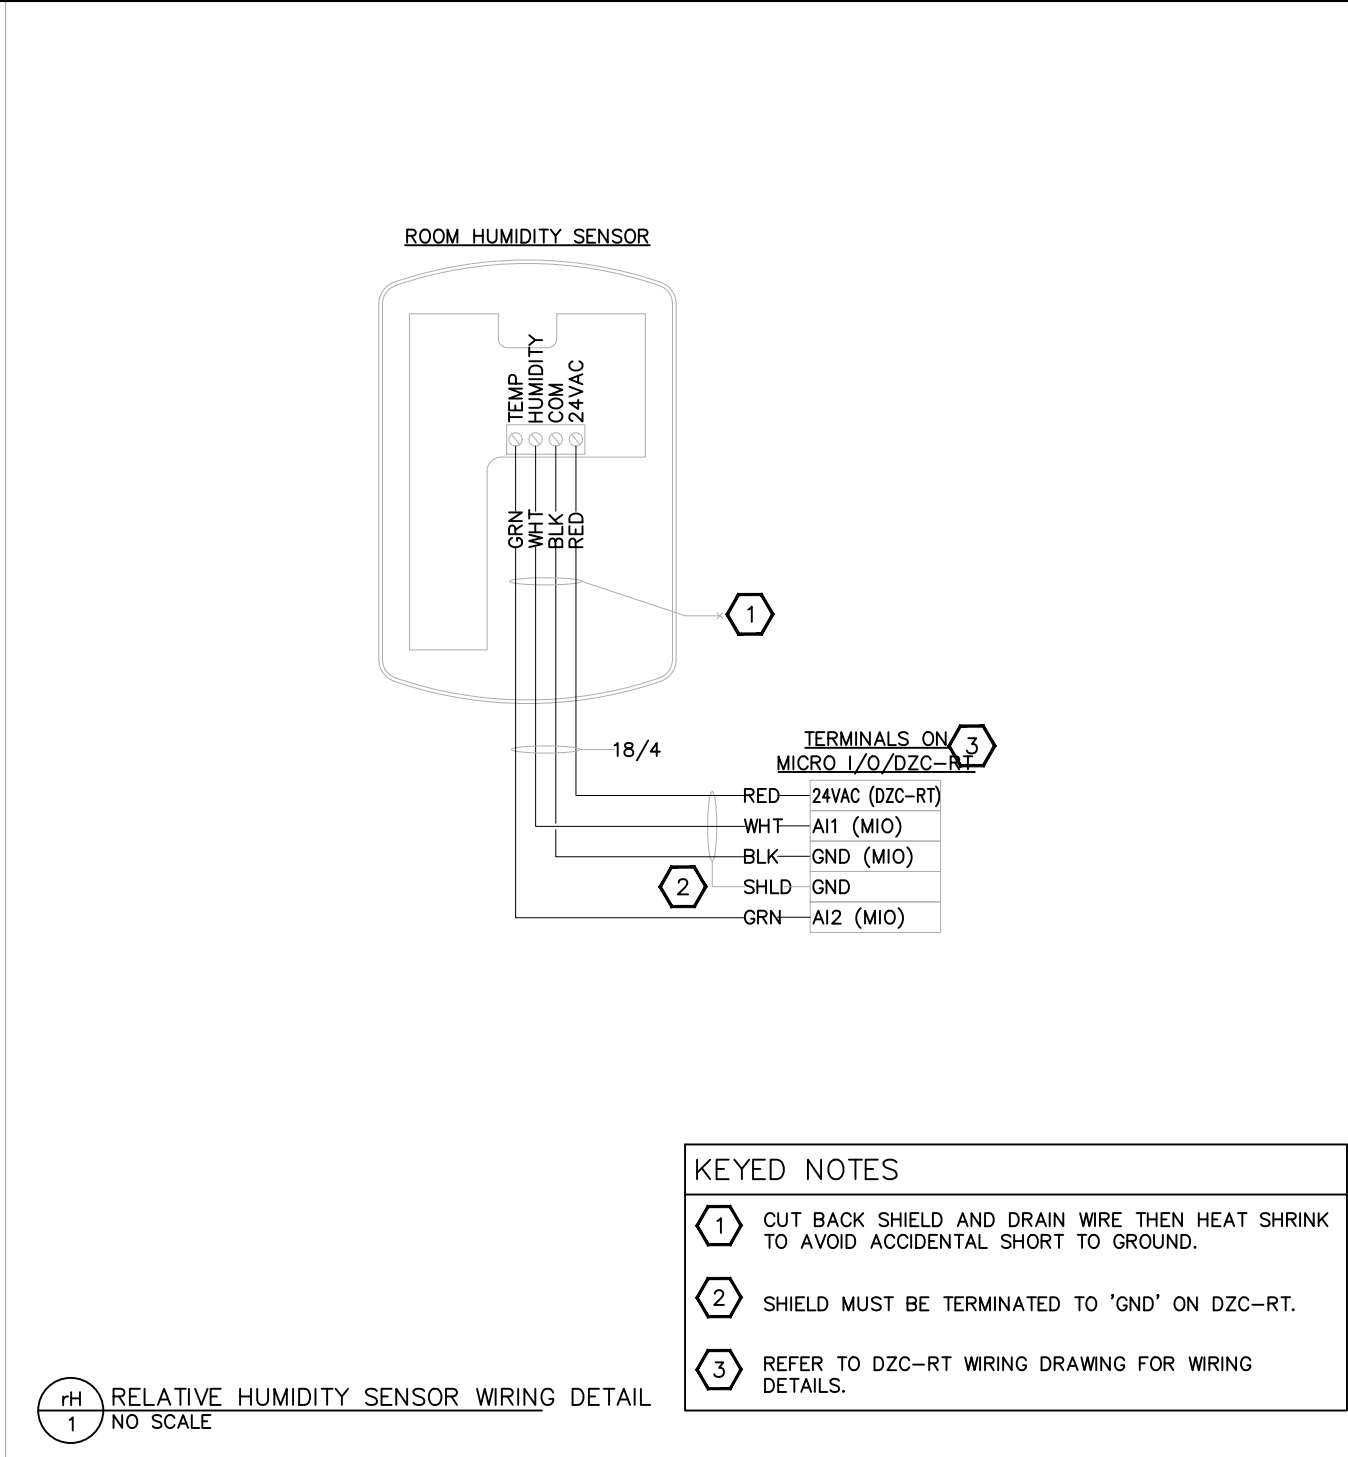 ROOM HUMIDITY SENSOR
TEMP
HUMIDITY
COM
24VAC
GRN
WHT
BLK
RED
1
18/4
TERMINALS ON
MICRO I/O/DZC-RT
3
RED 24VAC (DZC-RT)
WHT AI1 (MIO)
BLK GND (MIO)
2 SHLD GND
GRN AI2 (MIO)
KEYED NOTES
1 CUT BACK SHIELD AND DRAIN WIRE THEN HEAT SHRINK
TO AVOID ACCIDENTAL SHORT TO GROUND.
2 SHIELD MUST BE TERMINATED TO 'GND' ON DZC-RT.
3 REFER TO DZC-RT WIRING DRAWING FOR WIRING
DETAILS.
rH RELATIVE HUMIDITY SENSOR WIRING DETAIL
1 NO SCALE